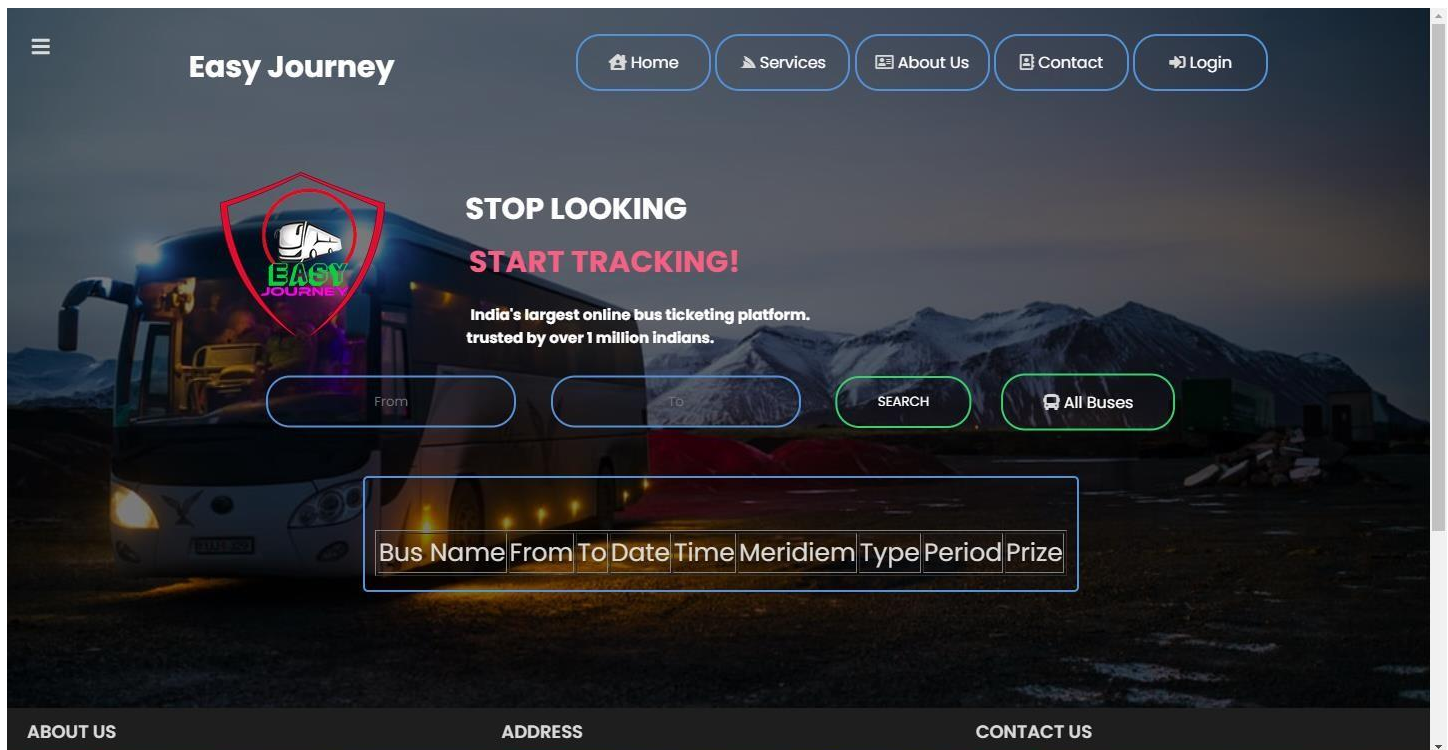 Easy Journey
Home
Services
About Us
Contact
Login
EASY
JOURNEY
STOP LOOKING
START TRACKING!
India's largest online bus ticketing platform.
trusted by over 1 million indians.
From
To
SEARCH
All Buses
Bus Name From To Date Time Meridiem Type Period Prize
ABOUT US
ADDRESS
CONTACT US